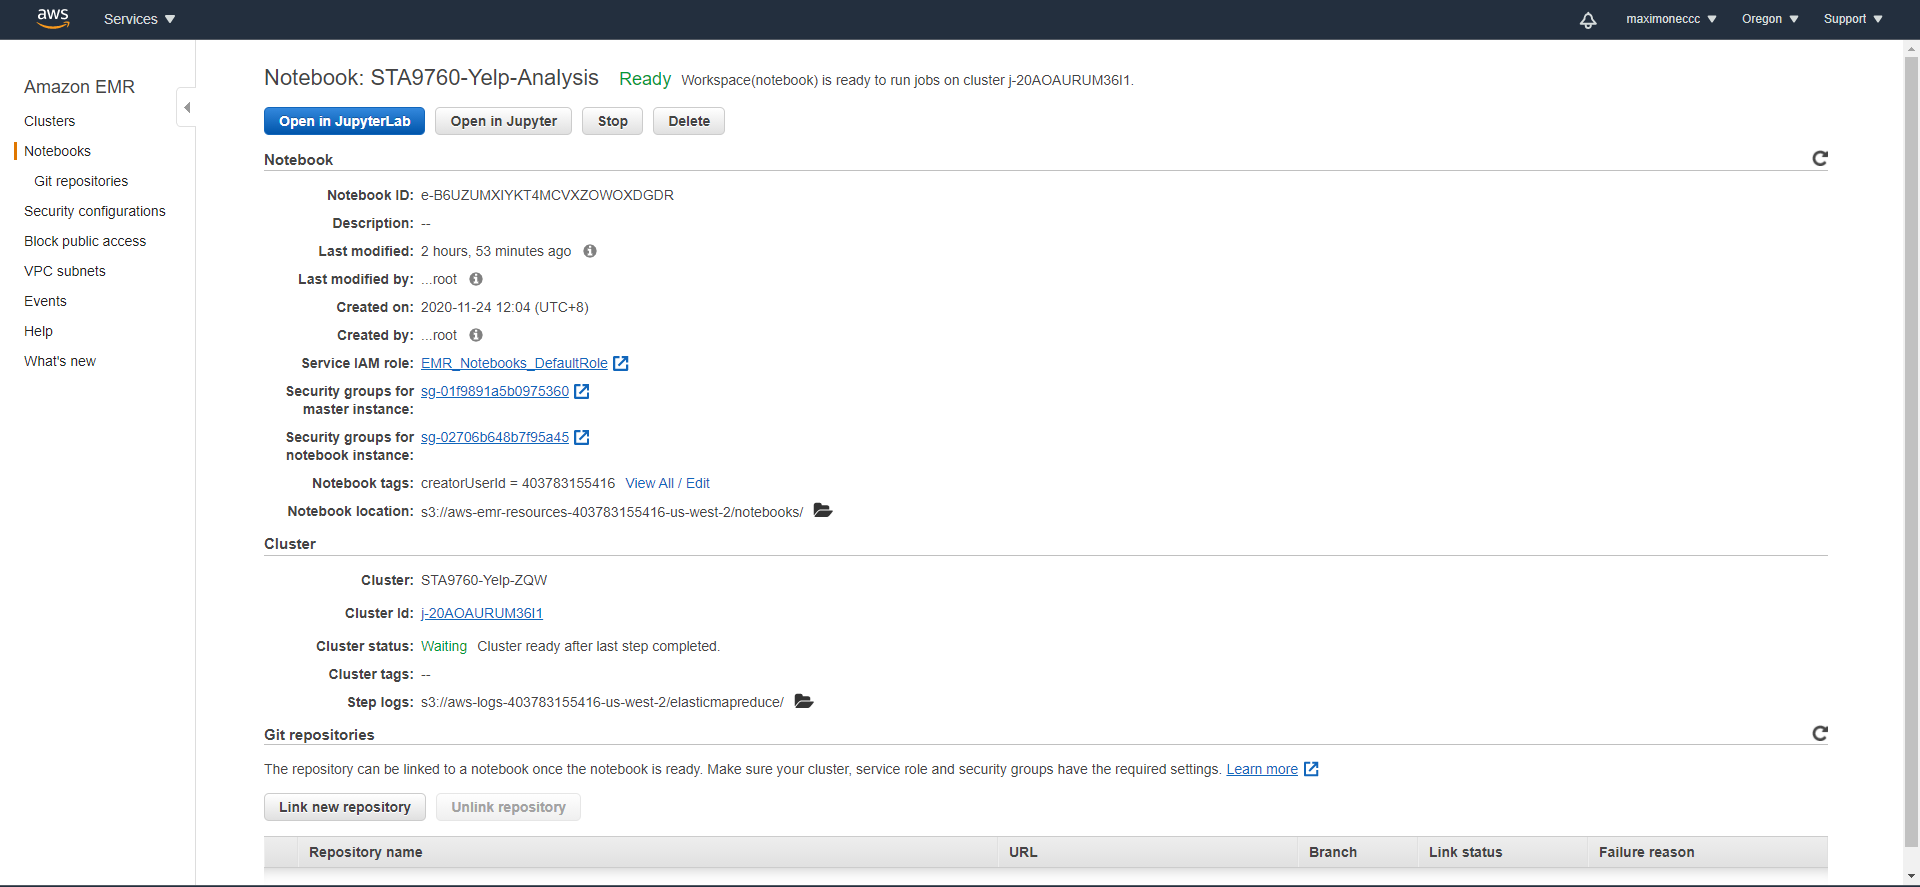 aws Services maximoneccc Oregon Support
Amazon EMR
Clusters
Notebooks
Git repositories
Security configurations
Block public access
VPC subnets
Events
Help
What's new
Notebook: STA9760-Yelp-Analysis Ready Workspace(notebook) is ready to run jobs on cluster j-20AOAURUM36I1.
Open in JupyterLab Open in Jupyter Stop Delete
Notebook
Notebook ID: e-B6UZUMXIYKT4MCVXZOWOXDGDR
Description: --
Last modified: 2 hours, 53 minutes ago
Last modified by: ...root
Created on: 2020-11-24 12:04 (UTC+8)
Created by: ...root
Service IAM role: EMR_Notebooks_DefaultRole
Security groups for master instance: sg-01f9891a5b0975360
Security groups for notebook instance: sg-02706b648b7f95a45
Notebook tags: creatorUserId = 403783155416 View All / Edit
Notebook location: s3://aws-emr-resources-403783155416-us-west-2/notebooks/
Cluster
Cluster: STA9760-Yelp-ZQW
Cluster Id: j-20AOAURUM36I1
Cluster status: Waiting Cluster ready after last step completed.
Cluster tags: --
Step logs: s3://aws-logs-403783155416-us-west-2/elasticmapreduce/
Git repositories
The repository can be linked to a notebook once the notebook is ready. Make sure your cluster, service role and security groups have the required settings. Learn more
Link new repository Unlink repository
Repository name URL Branch Link status Failure reason